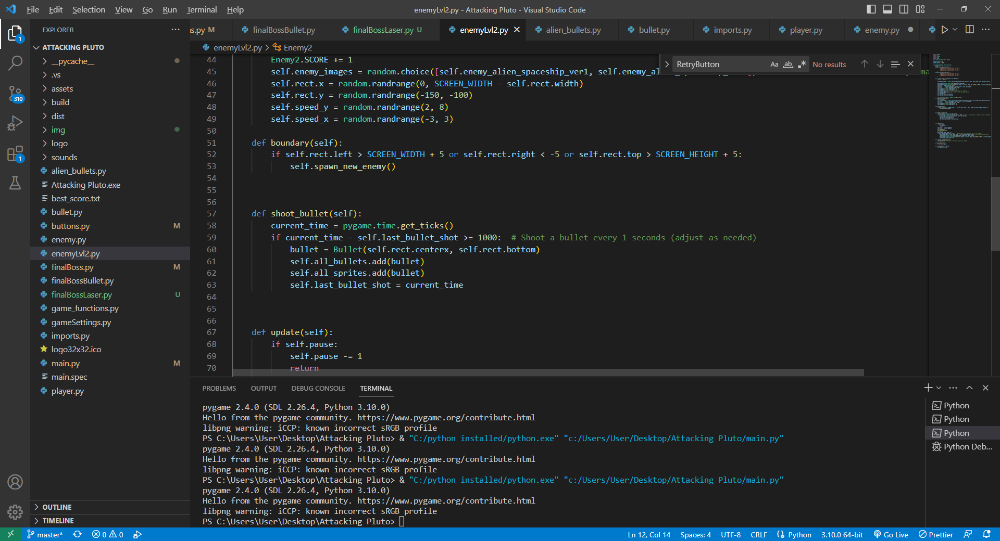 File Edit Selection View Go Run Terminal Help
enemyLvl2.py - Attacking Pluto - Visual Studio Code
EXPLORER
ns.py M finalBossBullet.py finalBossLaser.py U enemyLvl2.py alien_bullets.py bullet.py imports.py player.py enemy.py
enemyLvl2.py > Enemy2
RetryButton Aa ab No results
ATTACKING PLUTO
__pycache__
.vs
assets
build
dist
img
logo
sounds
alien_bullets.py
Attacking Pluto.exe
best_score.txt
bullet.py
buttons.py M
enemy.py
enemyLvl2.py
finalBoss.py M
finalBossBullet.py
finalBossLaser.py U
game_functions.py
gameSettings.py
imports.py
logo32x32.ico
main.py M
main.spec
player.py
OUTLINE
TIMELINE
1
310
1
44 Enemy2.SCORE += 1
45 self.enemy_images = random.choice([self.enemy_alien_spaceship_ver1, self.enemy_al
46 self.rect.x = random.randrange(0, SCREEN_WIDTH - self.rect.width)
47 self.rect.y = random.randrange(-150, -100)
48 self.speed_y = random.randrange(2, 8)
49 self.speed_x = random.randrange(-3, 3)
50
51 def boundary(self):
52 if self.rect.left > SCREEN_WIDTH + 5 or self.rect.right < -5 or self.rect.top > SCREEN_HEIGHT + 5:
53 self.spawn_new_enemy()
54
55
56
57 def shoot_bullet(self):
58 current_time = pygame.time.get_ticks()
59 if current_time - self.last_bullet_shot >= 1000: # Shoot a bullet every 1 seconds (adjust as needed)
60 bullet = Bullet(self.rect.centerx, self.rect.bottom)
61 self.all_bullets.add(bullet)
62 self.all_sprites.add(bullet)
63 self.last_bullet_shot = current_time
64
65
66
67 def update(self):
68 if self.pause:
69 self.pause -= 1
70 return
PROBLEMS OUTPUT DEBUG CONSOLE TERMINAL
pygame 2.4.0 (SDL 2.26.4, Python 3.10.0)
Hello from the pygame community. https://www.pygame.org/contribute.html
libpng warning: iCCP: known incorrect sRGB profile
PS C:\Users\User\Desktop\Attacking Pluto> & "C:/python installed/python.exe" "c:/Users/User/Desktop/Attacking Pluto/main.py"
pygame 2.4.0 (SDL 2.26.4, Python 3.10.0)
Hello from the pygame community. https://www.pygame.org/contribute.html
libpng warning: iCCP: known incorrect sRGB profile
PS C:\Users\User\Desktop\Attacking Pluto> & "C:/python installed/python.exe" "c:/Users/User/Desktop/Attacking Pluto/main.py"
pygame 2.4.0 (SDL 2.26.4, Python 3.10.0)
Hello from the pygame community. https://www.pygame.org/contribute.html
libpng warning: iCCP: known incorrect sRGB profile
PS C:\Users\User\Desktop\Attacking Pluto>
Python
Python
Python
Python Deb...
master* 0 0 Ln 12, Col 14 Spaces: 4 UTF-8 CRLF Python 3.10.0 64-bit Go Live Prettier